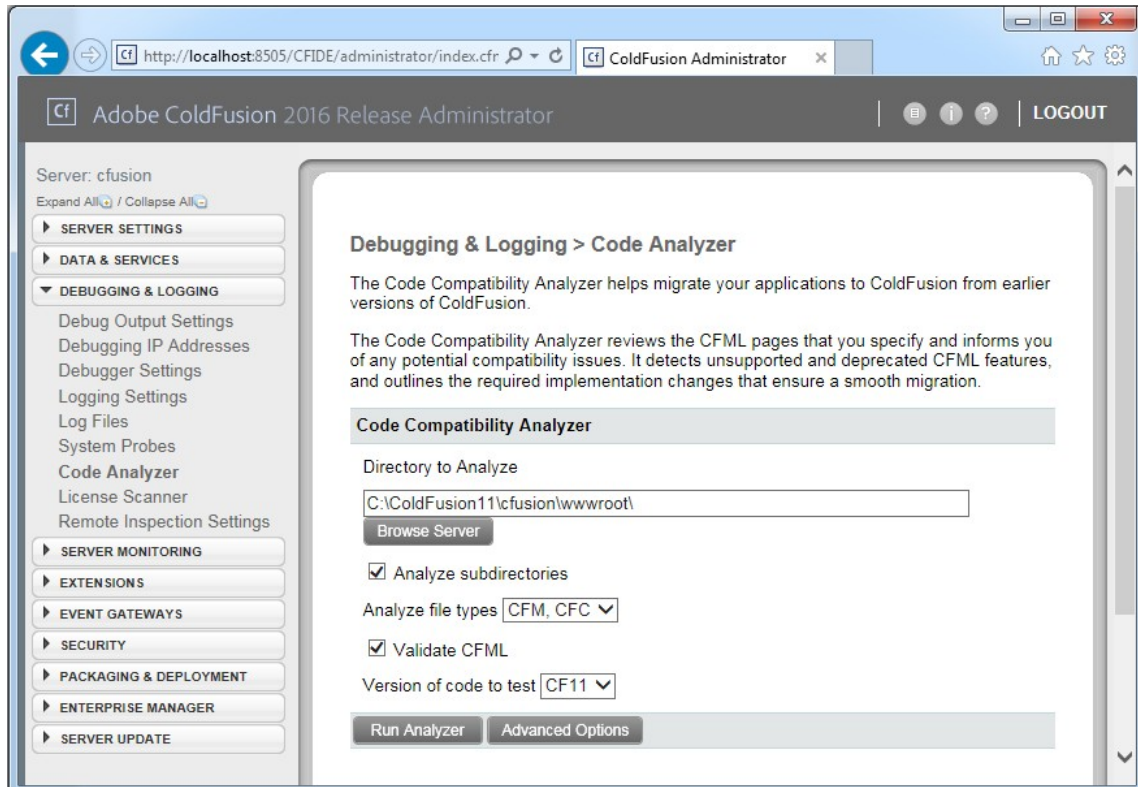 Cf http://localhost:8505/CFIDE/administrator/index.cfr
Cf ColdFusion Administrator
Cf Adobe ColdFusion 2016 Release Administrator
LOGOUT
Server: cfusion
Expand All / Collapse All
SERVER SETTINGS
DATA & SERVICES
DEBUGGING & LOGGING
Debug Output Settings
Debugging IP Addresses
Debugger Settings
Logging Settings
Log Files
System Probes
Code Analyzer
License Scanner
Remote Inspection Settings
SERVER MONITORING
EXTENSIONS
EVENT GATEWAYS
SECURITY
PACKAGING & DEPLOYMENT
ENTERPRISE MANAGER
SERVER UPDATE
Debugging & Logging > Code Analyzer
The Code Compatibility Analyzer helps migrate your applications to ColdFusion from earlier
versions of ColdFusion.
The Code Compatibility Analyzer reviews the CFML pages that you specify and informs you
of any potential compatibility issues. It detects unsupported and deprecated CFML features,
and outlines the required implementation changes that ensure a smooth migration.
Code Compatibility Analyzer
Directory to Analyze
C:\ColdFusion11\cfusion\wwwroot\
Browse Server
Analyze subdirectories
Analyze file types CFM, CFC
Validate CFML
Version of code to test CF11
Run Analyzer Advanced Options